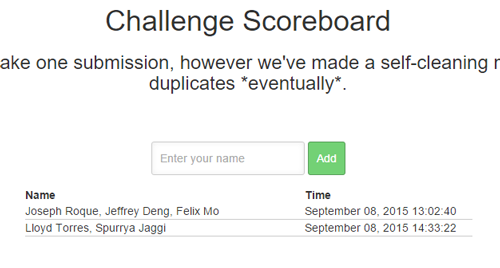 Challenge Scoreboard
ake one submission, however we've made a self-cleaning
duplicates *eventually*.
Enter your name Add
Name Time
Joseph Roque, Jeffrey Deng, Felix Mo September 08, 2015 13:02:40
Lloyd Torres, Spurrya Jaggi September 08, 2015 14:33:22